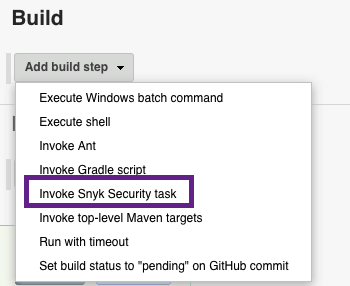 Build
Add build step
Execute Windows batch command
Execute shell
Invoke Ant
Invoke Gradle script
Invoke Snyk Security task
Invoke top-level Maven targets
Run with timeout
Set build status to "pending" on GitHub commit